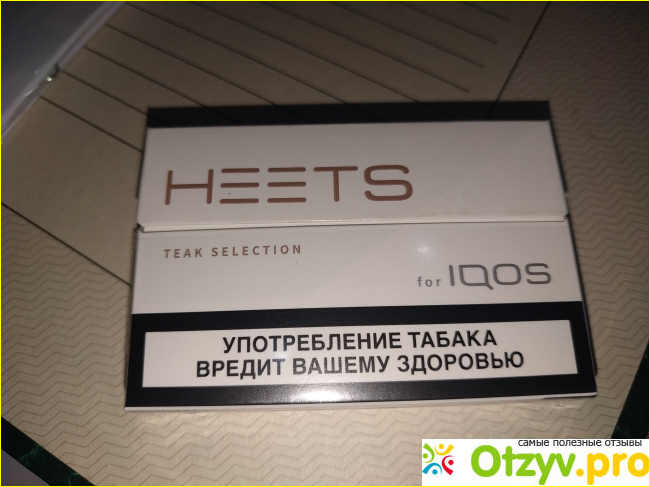 HEETS
TEAK SELECTION
for IQOS
УПОТРЕБЛЕНИЕ ТАБАКА
ВРЕДИТ ВАШЕМУ ЗДОРОВЬЮ
самые полезные отзывы
Otzyv.pro